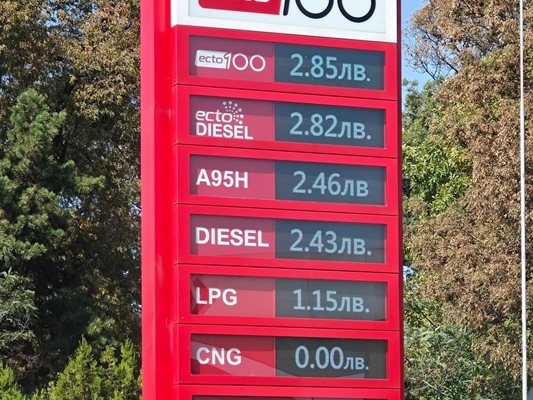 100
ecto100 2.85лв.
ecto DIESEL 2.82лв.
A95H 2.46лв
DIESEL 2.43лв.
LPG 1.15лв.
CNG 0.00лв.